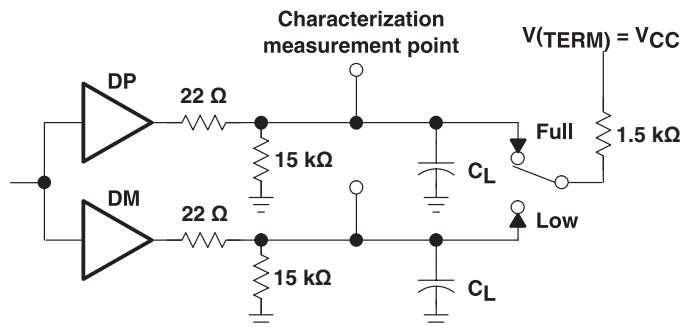 Characterization
measurement point
V(TERM) = VCC
DP
22 Ω
Full
1.5 kΩ
15 kΩ
CL
DM
22 Ω
Low
15 kΩ
CL